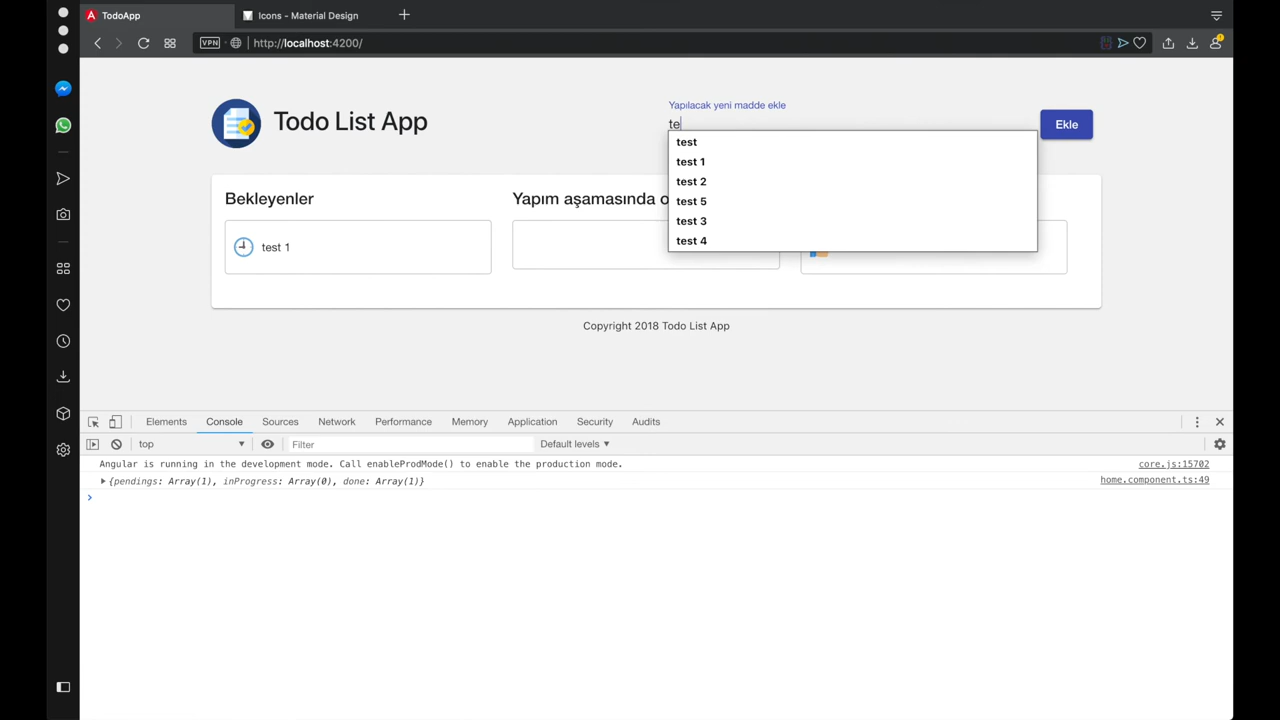 TodoApp
Icons - Material Design
VPN
http://localhost:4200/
Todo List App
Yapılacak yeni madde ekle
te
Ekle
test
test 1
test 2
test 5
test 3
test 4
Bekleyenler
Yapım aşamasında o
test 1
Copyright 2018 Todo List App
Elements
Console
Sources
Network
Performance
Memory
Application
Security
Audits
top
Filter
Default levels
Angular is running in the development mode. Call enableProdMode() to enable the production mode.
core.js:15702
{pendings: Array(1), inProgress: Array(0), done: Array(1)}
home.component.ts:49